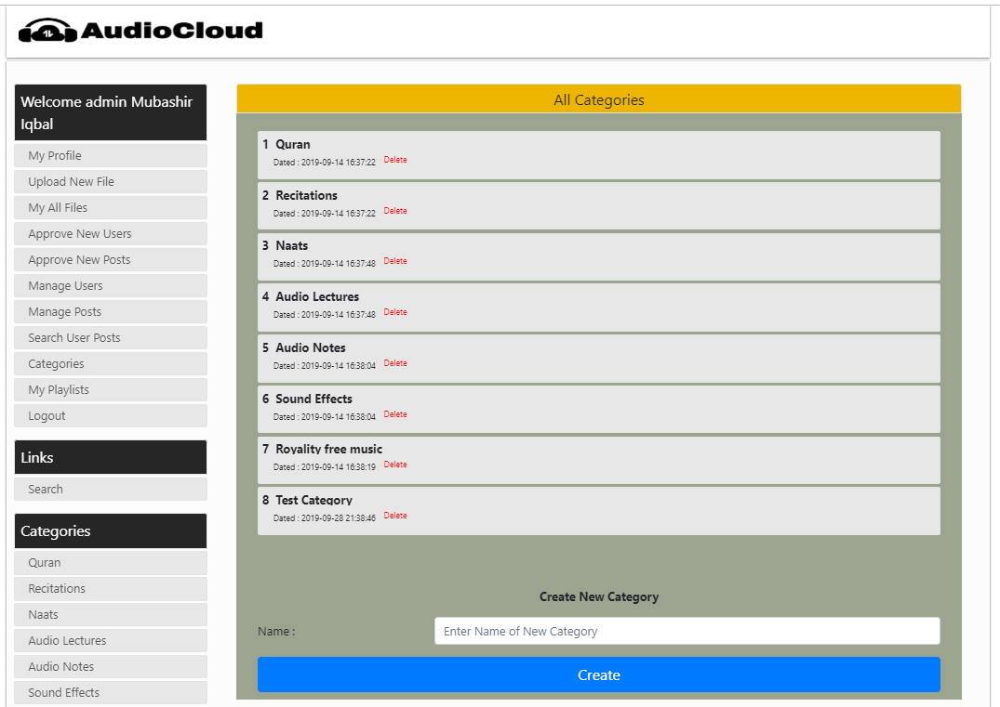 AudioCloud
Welcome admin Mubashir
Iqbal
My Profile
Upload New File
My All Files
Approve New Users
Approve New Posts
Manage Users
Manage Posts
Search User Posts
Categories
My Playlists
Logout
Links
Search
Categories
Quran
Recitations
Naats
Audio Lectures
Audio Notes
Sound Effects
All Categories
1 Quran
Dated : 2019-09-14 16:37:22 Delete
2 Recitations
Dated : 2019-09-14 16:37:22 Delete
3 Naats
Dated : 2019-09-14 16:37:48 Delete
4 Audio Lectures
Dated : 2019-09-14 16:37:48 Delete
5 Audio Notes
Dated : 2019-09-14 16:38:04 Delete
6 Sound Effects
Dated : 2019-09-14 16:38:04 Delete
7 Royality free music
Dated : 2019-09-14 16:38:19 Delete
8 Test Category
Dated : 2019-09-28 21:38:46 Delete
Create New Category
Name : Enter Name of New Category
Create